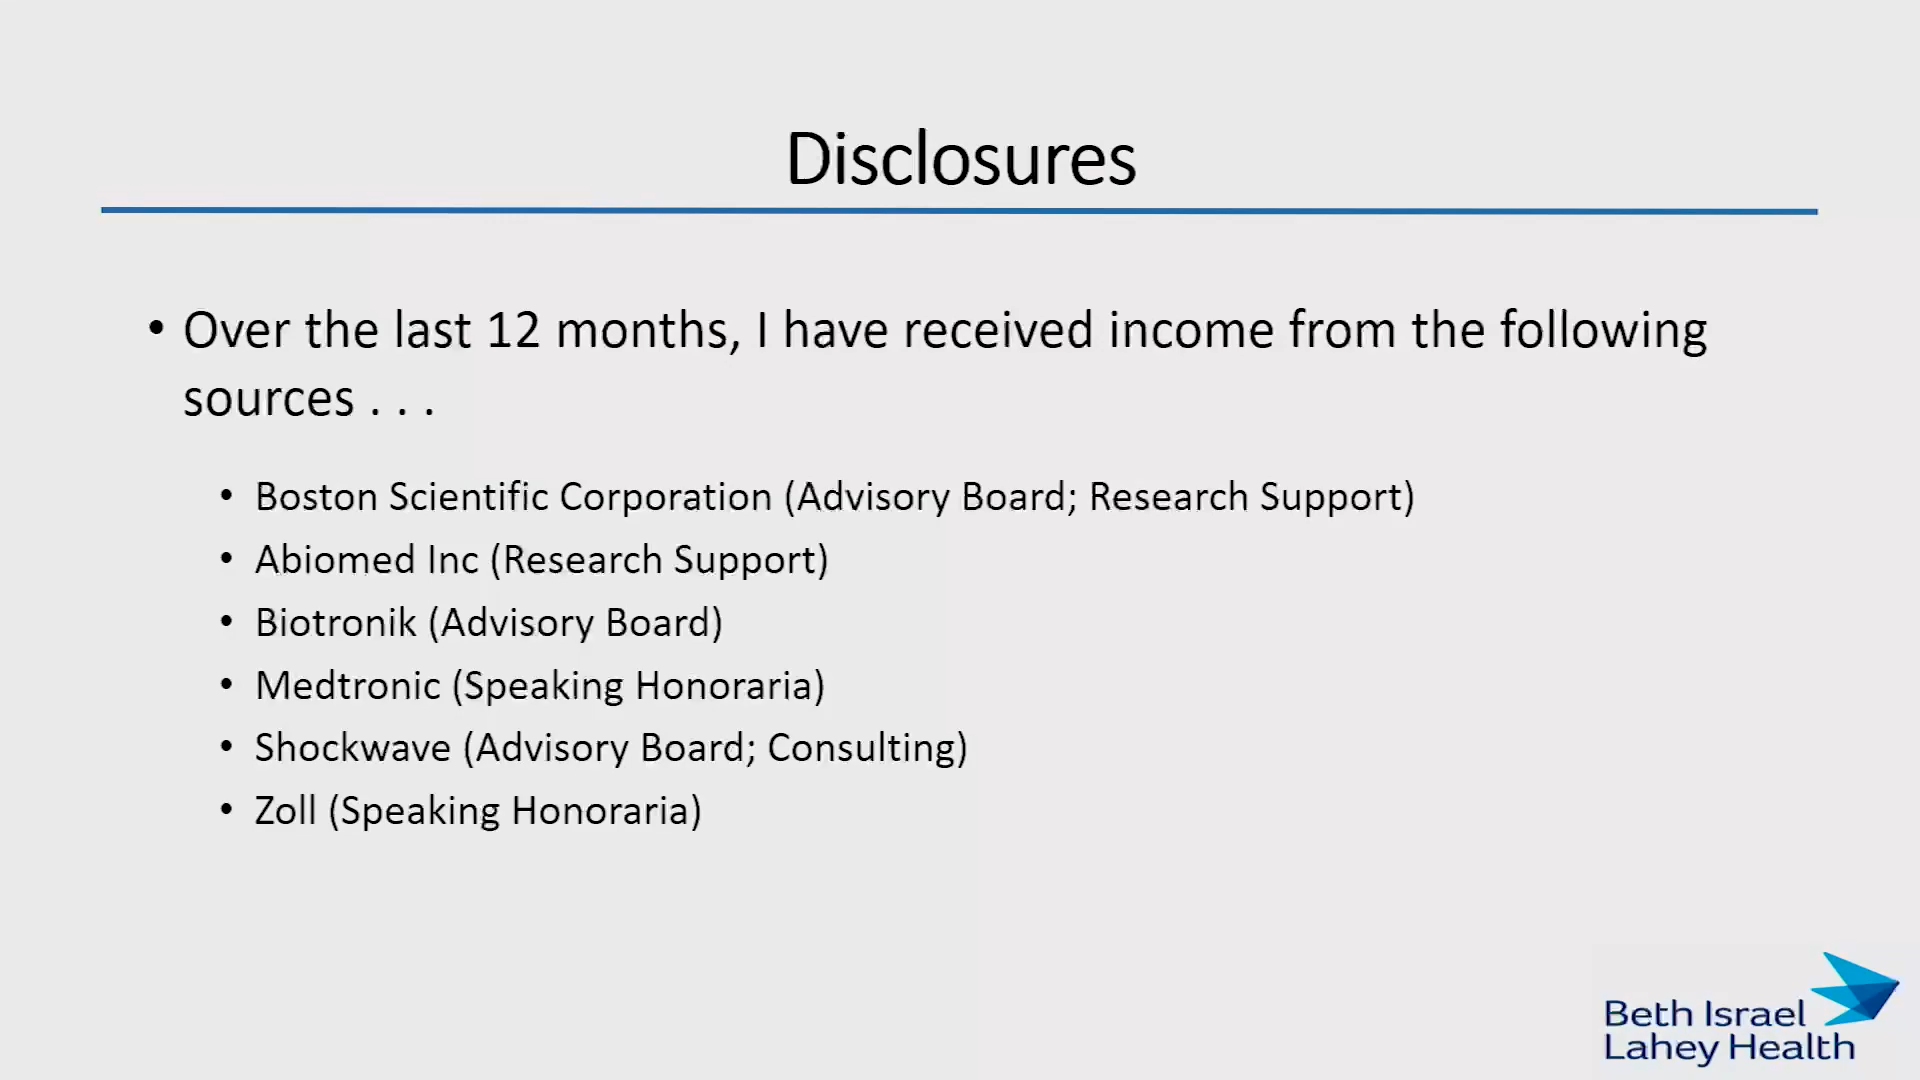 Disclosures
• Over the last 12 months, I have received income from the following
sources . . .
• Boston Scientific Corporation (Advisory Board; Research Support)
• Abiomed Inc (Research Support)
• Biotronik (Advisory Board)
• Medtronic (Speaking Honoraria)
• Shockwave (Advisory Board; Consulting)
• Zoll (Speaking Honoraria)
Beth Israel
Lahey Health